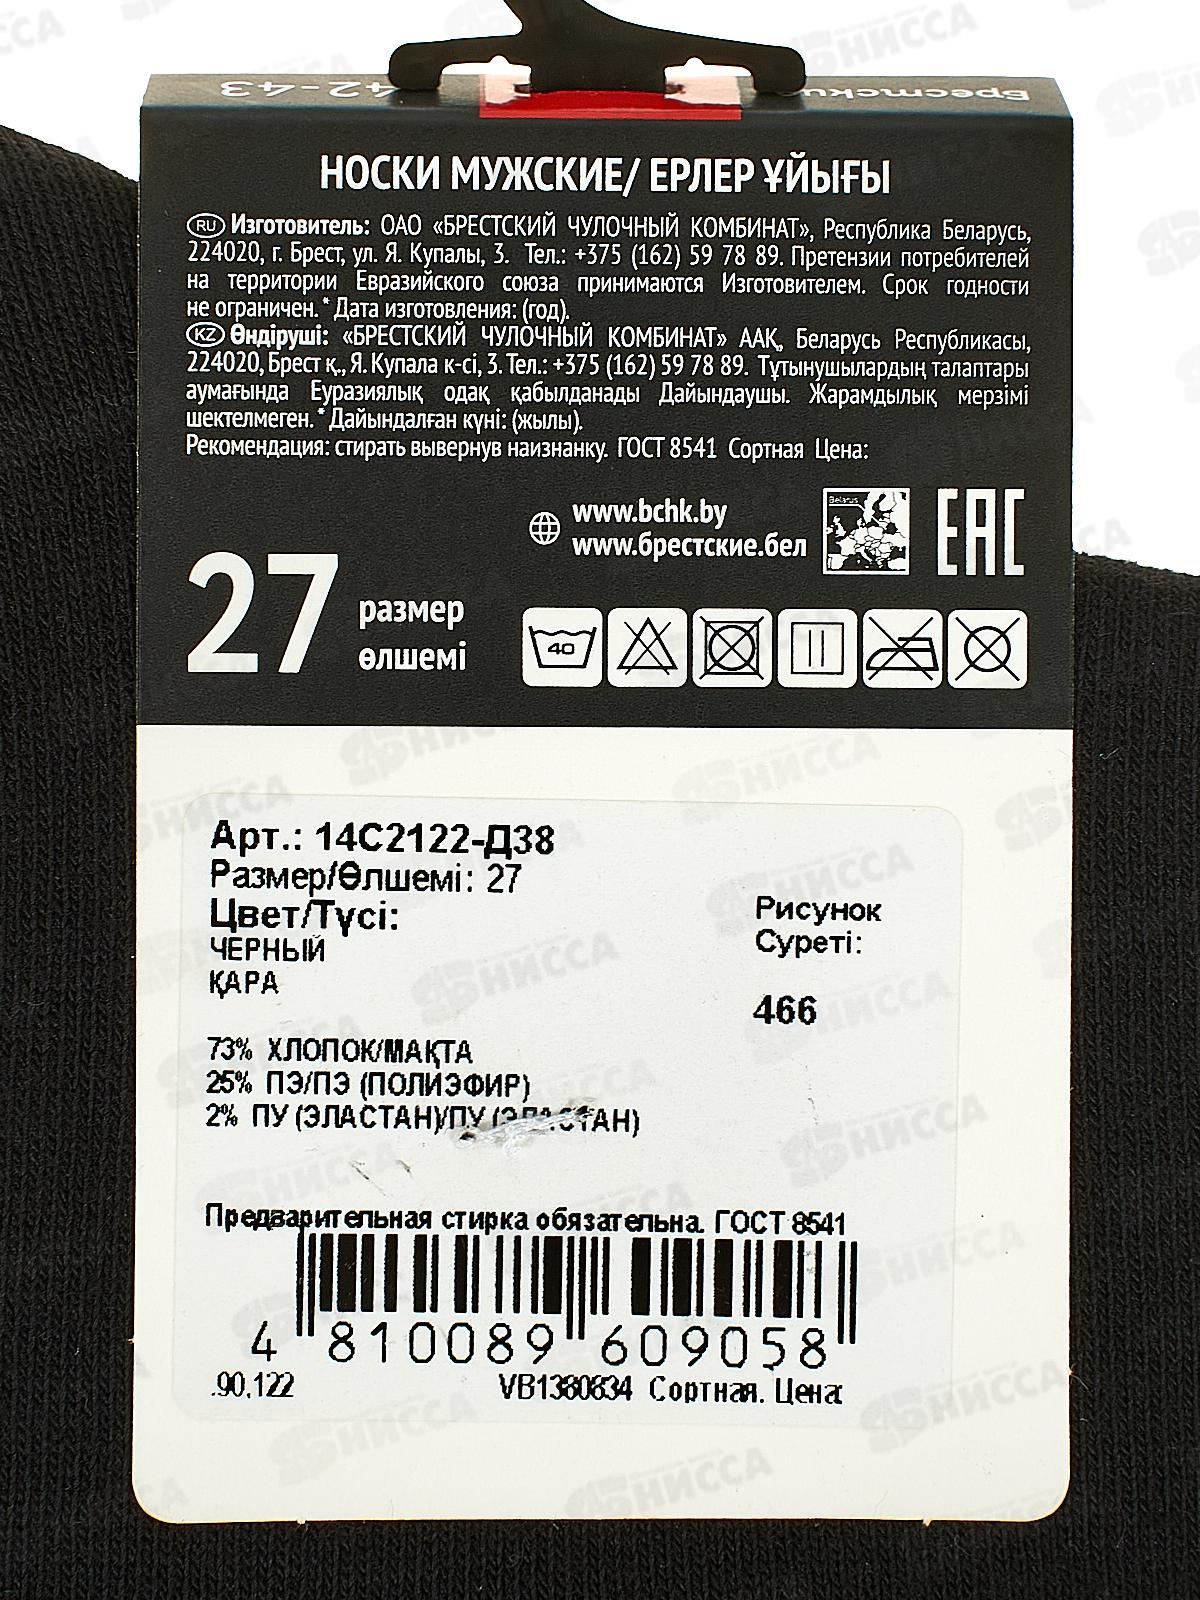 42-43 Брестски
НОСКИ МУЖСКИЕ/ ЕРЛЕР ҰЙЫҒЫ
RU Изготовитель: ОАО «БРЕСТСКИЙ ЧУЛОЧНЫЙ КОМБИНАТ», Республика Беларусь,
224020, г. Брест, ул. Я. Купалы, 3. Тел.: +375 (162) 59 78 89. Претензии потребителей
на территории Евразийского союза принимаются Изготовителем. Срок годности
не ограничен. * Дата изготовления: (год).
KZ Өндіруші: «БРЕСТСКИЙ ЧУЛОЧНЫЙ КОМБИНАТ» ААҚ, Беларусь Республикасы,
224020, Брест қ., Я. Купала к-сі, 3. Тел.: +375 (162) 59 78 89. Тұтынушылардың талаптары
аумағында Еуразиялық одақ қабылданады Дайындаушы. Жарамдылық мерзімі
шектелмеген. * Дайындалған күні: (жылы).
Рекомендация: стирать вывернув наизнанку. ГОСТ 8541 Сортная Цена:
www.bchk.by
www.брестские.бел
Belarus
EAC
27 размер
өлшемі
40
Арт.: 14С2122-Д38
Размер/Өлшемі: 27
Цвет/Түсі:
ЧЕРНЫЙ
ҚАРА
Рисунок
Суреті:
466
73% ХЛОПОК/МАҚТА
25% ПЭ/ПЭ (ПОЛИЭФИР)
2% ПУ (ЭЛАСТАН)/ПУ (ЭЛАСТАН)
Предварительная стирка обязательна. ГОСТ 8541
4 810089 609058
.90,122 VB1380834 Сортная. Цена:
НИССА